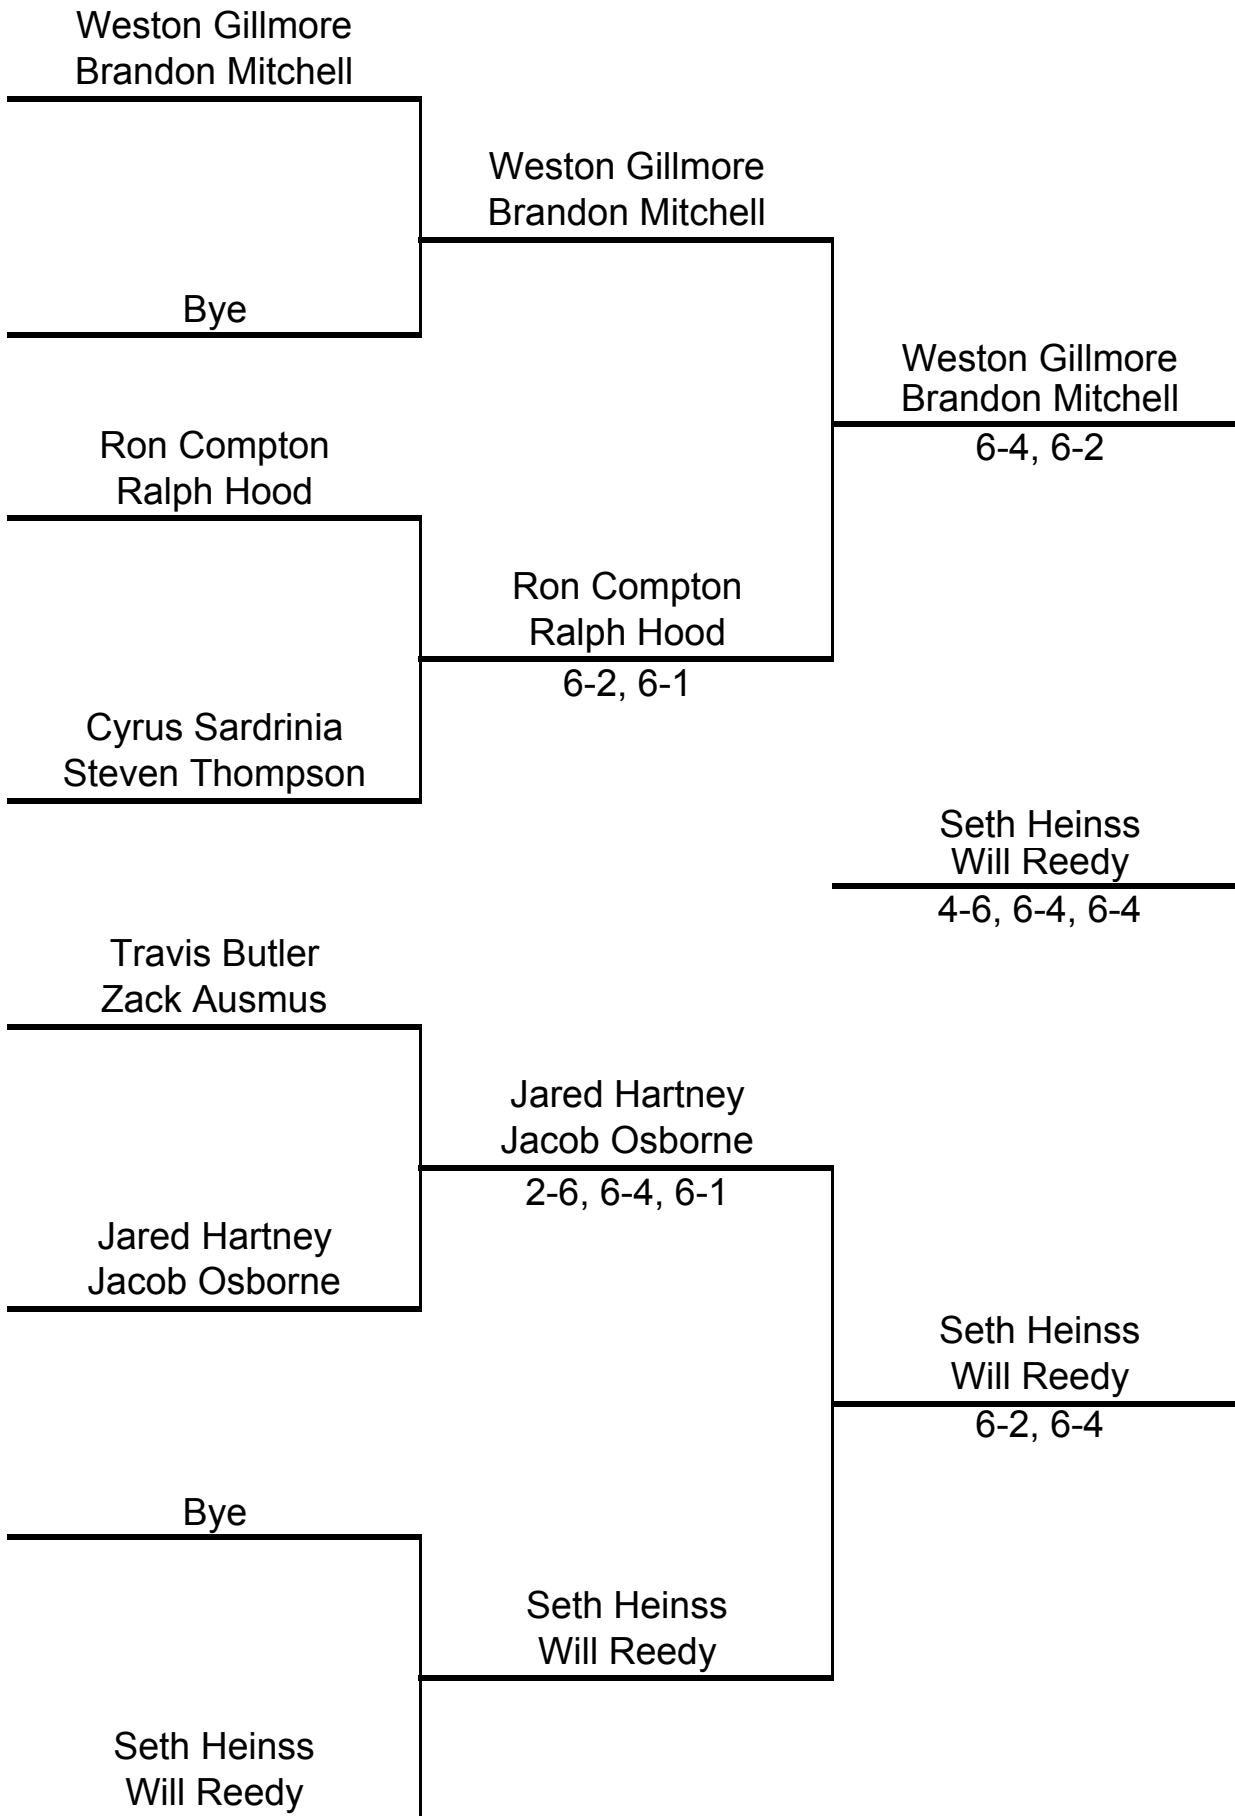 Weston Gillmore
Brandon Mitchell
Weston Gillmore
Brandon Mitchell
Bye
Weston Gillmore
Brandon Mitchell
6-4, 6-2
Ron Compton
Ralph Hood
Ron Compton
Ralph Hood
6-2, 6-1
Cyrus Sardrinia
Steven Thompson
Seth Heinss
Will Reedy
4-6, 6-4, 6-4
Travis Butler
Zack Ausmus
Jared Hartney
Jacob Osborne
2-6, 6-4, 6-1
Jared Hartney
Jacob Osborne
Seth Heinss
Will Reedy
6-2, 6-4
Bye
Seth Heinss
Will Reedy
Seth Heinss
Will Reedy